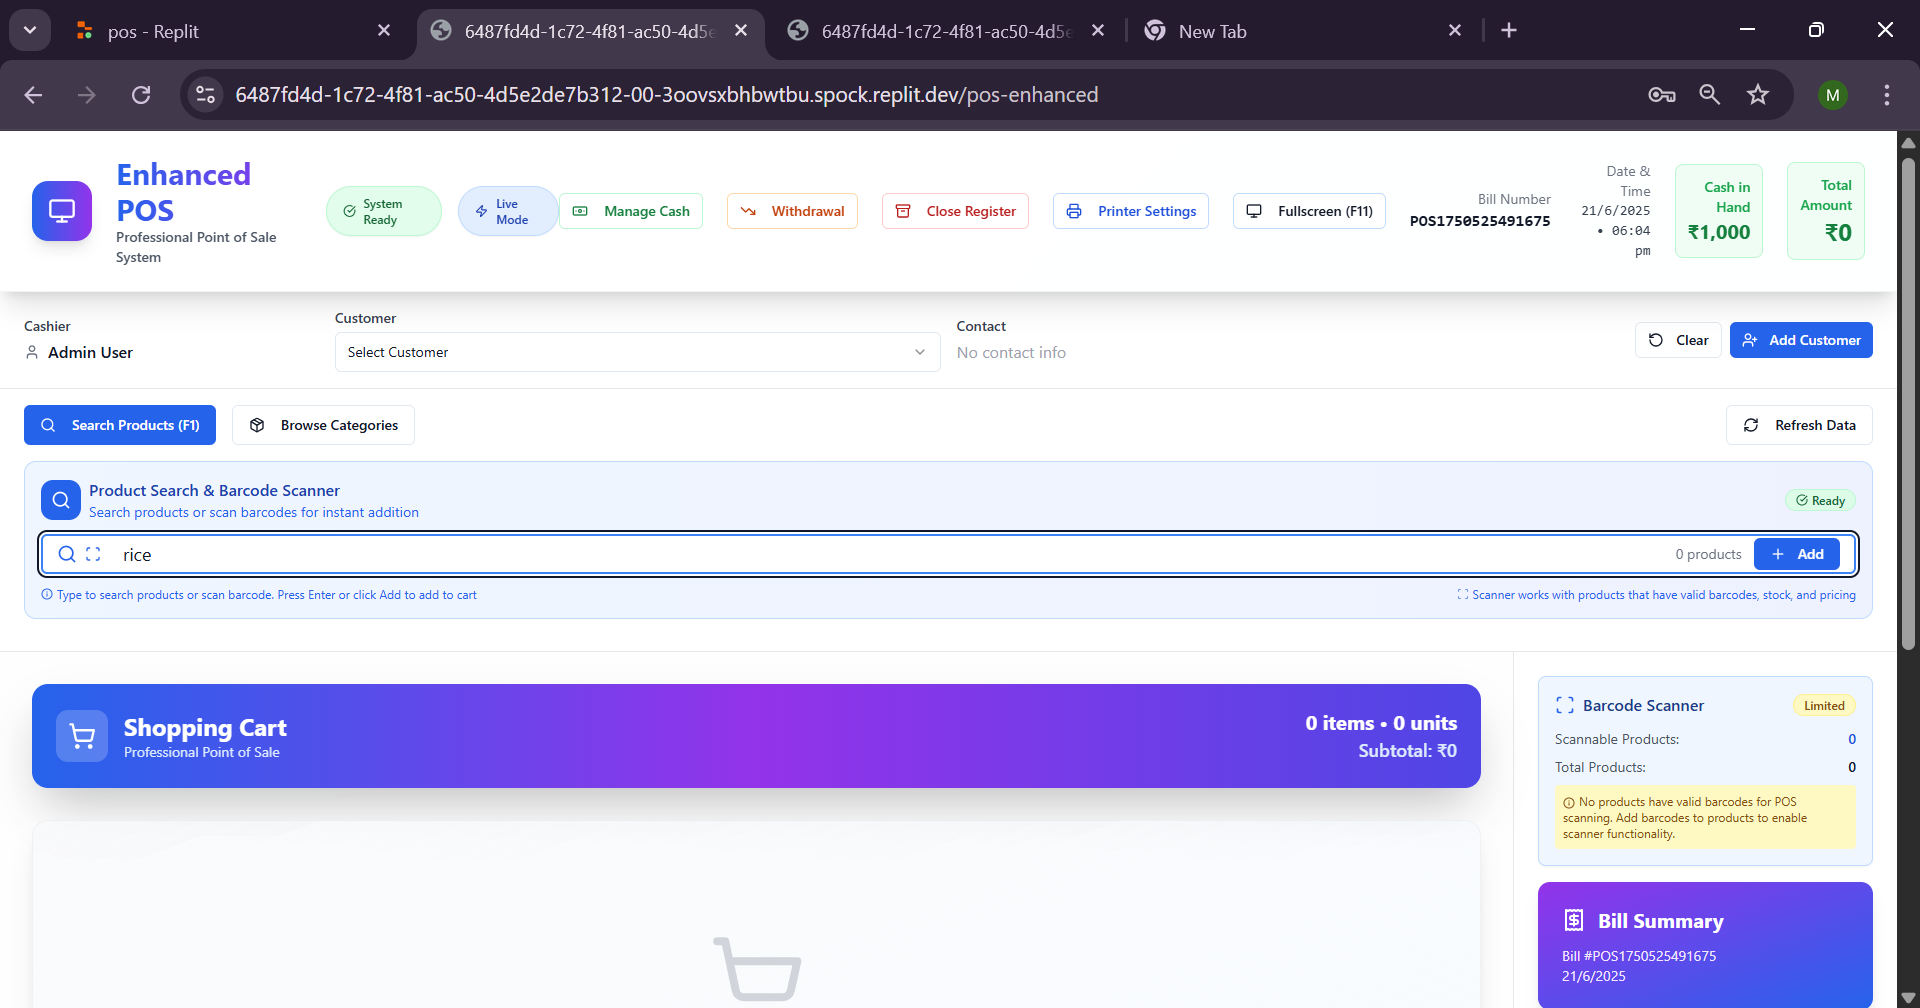 pos - Replit
6487fd4d-1c72-4f81-ac50-4d5e
6487fd4d-1c72-4f81-ac50-4d5e
New Tab
6487fd4d-1c72-4f81-ac50-4d5e2de7b312-00-3oovsxbhbwtbu.spock.replit.dev/pos-enhanced
M
Enhanced
POS
Professional Point of Sale
System
System
Ready
Live
Mode
Manage Cash
Withdrawal
Close Register
Printer Settings
Fullscreen (F11)
Bill Number
POS1750525491675
Date &
Time
21/6/2025
• 06:04
pm
Cash in
Hand
₹1,000
Total
Amount
₹0
Cashier
Admin User
Customer
Select Customer
Contact
No contact info
Clear
Add Customer
Search Products (F1)
Browse Categories
Refresh Data
Product Search & Barcode Scanner
Search products or scan barcodes for instant addition
Ready
rice
0 products
Add
Type to search products or scan barcode. Press Enter or click Add to add to cart
Scanner works with products that have valid barcodes, stock, and pricing
Shopping Cart
Professional Point of Sale
0 items • 0 units
Subtotal: ₹0
Barcode Scanner
Limited
Scannable Products:
0
Total Products:
0
No products have valid barcodes for POS
scanning. Add barcodes to products to enable
scanner functionality.
Bill Summary
Bill #POS1750525491675
21/6/2025